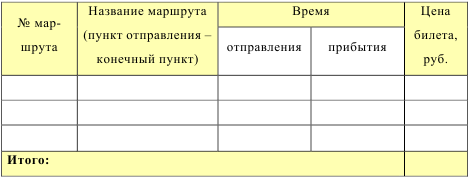 № мар-
шрута
Название маршрута
(пункт отправления –
конечный пункт)
Время
отправления
прибытия
Цена
билета,
руб.
Итого: